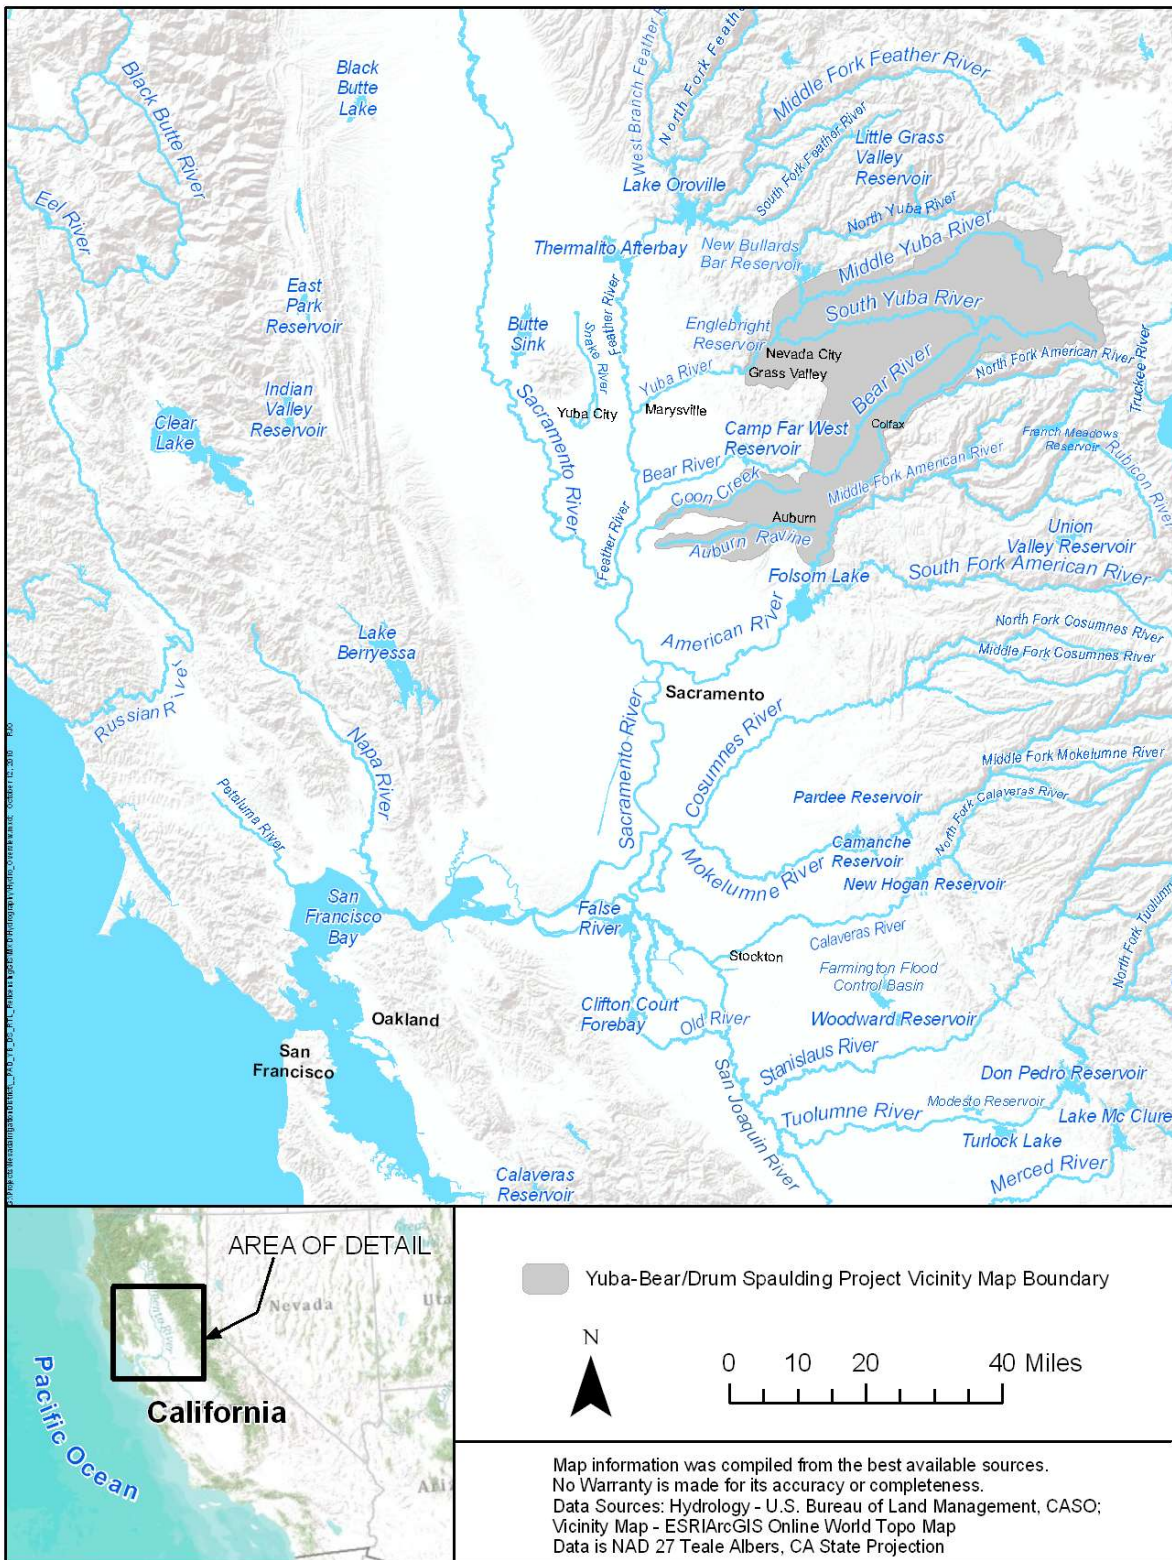 Black Butte River
Black
Butte
Lake
West Branch Feather R
North Fork Feathe
Middle Fork Feather River
South Fork Feather River
Little Grass
Valley
Reservoir
Lake Oroville
Eel River
North Yuba River
Thermalito Afterbay
New Bullards
Bar Reservoir
Middle Yuba River
East
Park
Reservoir
Butte
Sink
Snake River
Feather River
South Yuba River
Englebright
Reservoir
Nevada City
Grass Valley
Bear River
North Fork American River
Truckee River
Yuba River
Indian
Valley
Reservoir
Clear
Lake
Sacramento River
Yuba City
Marysville
Camp Far West
Reservoir
Colfax
French Meadows
Reservoir
Rubicon River
Bear River
Coon Creek
Middle Fork American River
Auburn
Auburn Ravine
Union
Valley Reservoir
Feather River
Folsom Lake
South Fork American River
American River
North Fork Cosumnes River
Middle Fork Cosumnes River
Lake
Berryessa
Russian River
Sacramento
Sacramento River
Cosumnes River
Napa River
Petaluma River
Middle Fork Mokelumne River
Pardee Reservoir
North Fork Calaveras River
Camanche
Reservoir
Mokelumne River
New Hogan Reservoir
San
Francisco
Bay
False
River
Calaveras River
Stockton
North Fork Tuolumne
Farmington Flood
Control Basin
Clifton Court
Forebay
Old River
Woodward Reservoir
Oakland
San
Francisco
Stanislaus River
Don Pedro Reservoir
San Joaquin River
Tuolumne River
Modesto Reservoir
Lake Mc Clure
Turlock Lake
Merced River
Calaveras
Reservoir
AREA OF DETAIL
Nevada
Uta
Ariz
Pacific Ocean
California
Yuba-Bear/Drum Spaulding Project Vicinity Map Boundary
N
0 10 20 40 Miles
Map information was compiled from the best available sources.
No Warranty is made for its accuracy or completeness.
Data Sources: Hydrology - U.S. Bureau of Land Management, CASO;
Vicinity Map - ESRIArcGIS Online World Topo Map
Data is NAD 27 Teale Albers, CA State Projection